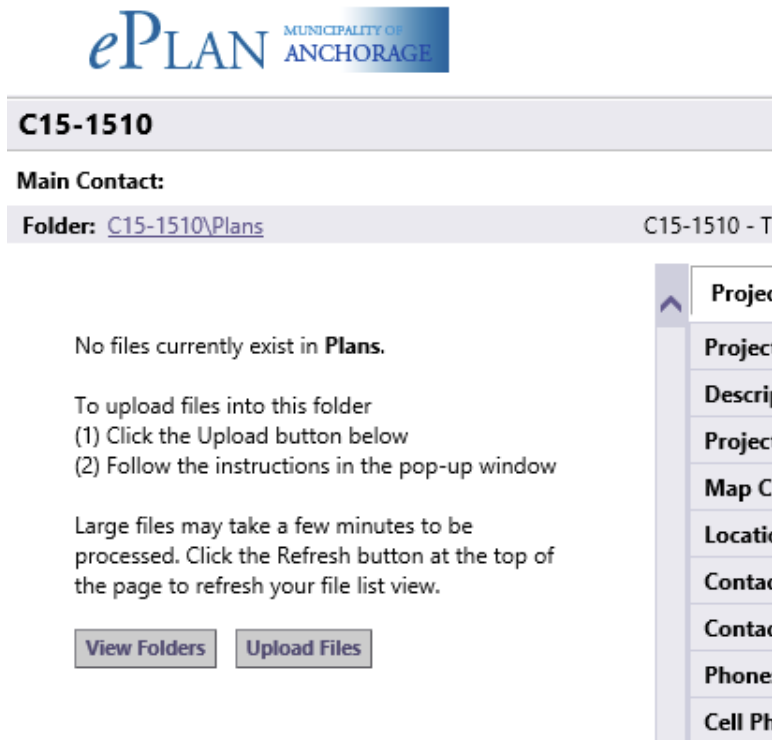 ePLAN MUNICIPALITY OF ANCHORAGE
C15-1510
Main Contact:
Folder: C15-1510\Plans C15-1510 - T
Projec
No files currently exist in Plans.
Project
Descrip
To upload files into this folder
(1) Click the Upload button below
Project
(2) Follow the instructions in the pop-up window
Map C
Large files may take a few minutes to be
Locatio
processed. Click the Refresh button at the top of
the page to refresh your file list view.
Contac
Contac
View Folders Upload Files
Phone
Cell Ph